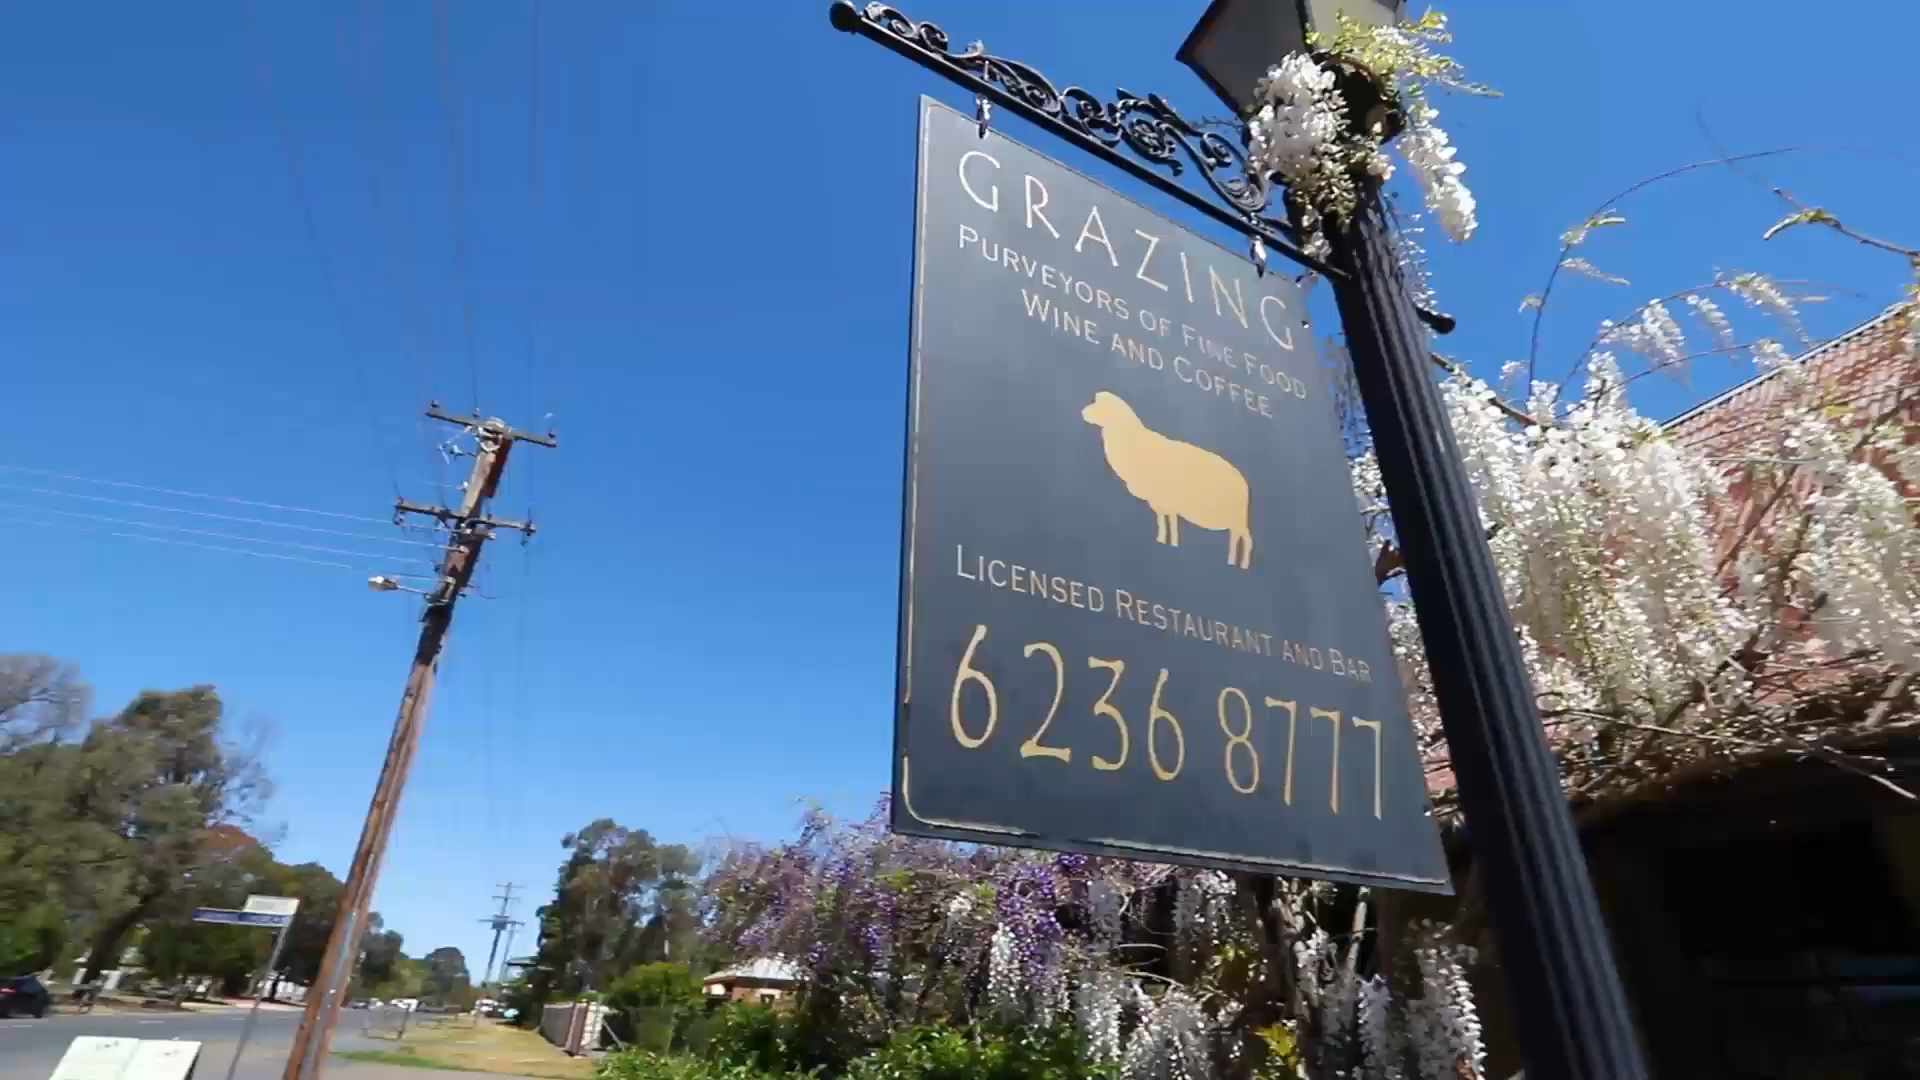 GRAZING
PURVEYORS OF FINE FOOD
WINE AND COFFEE
LICENSED RESTAURANT AND BAR
6236 8777